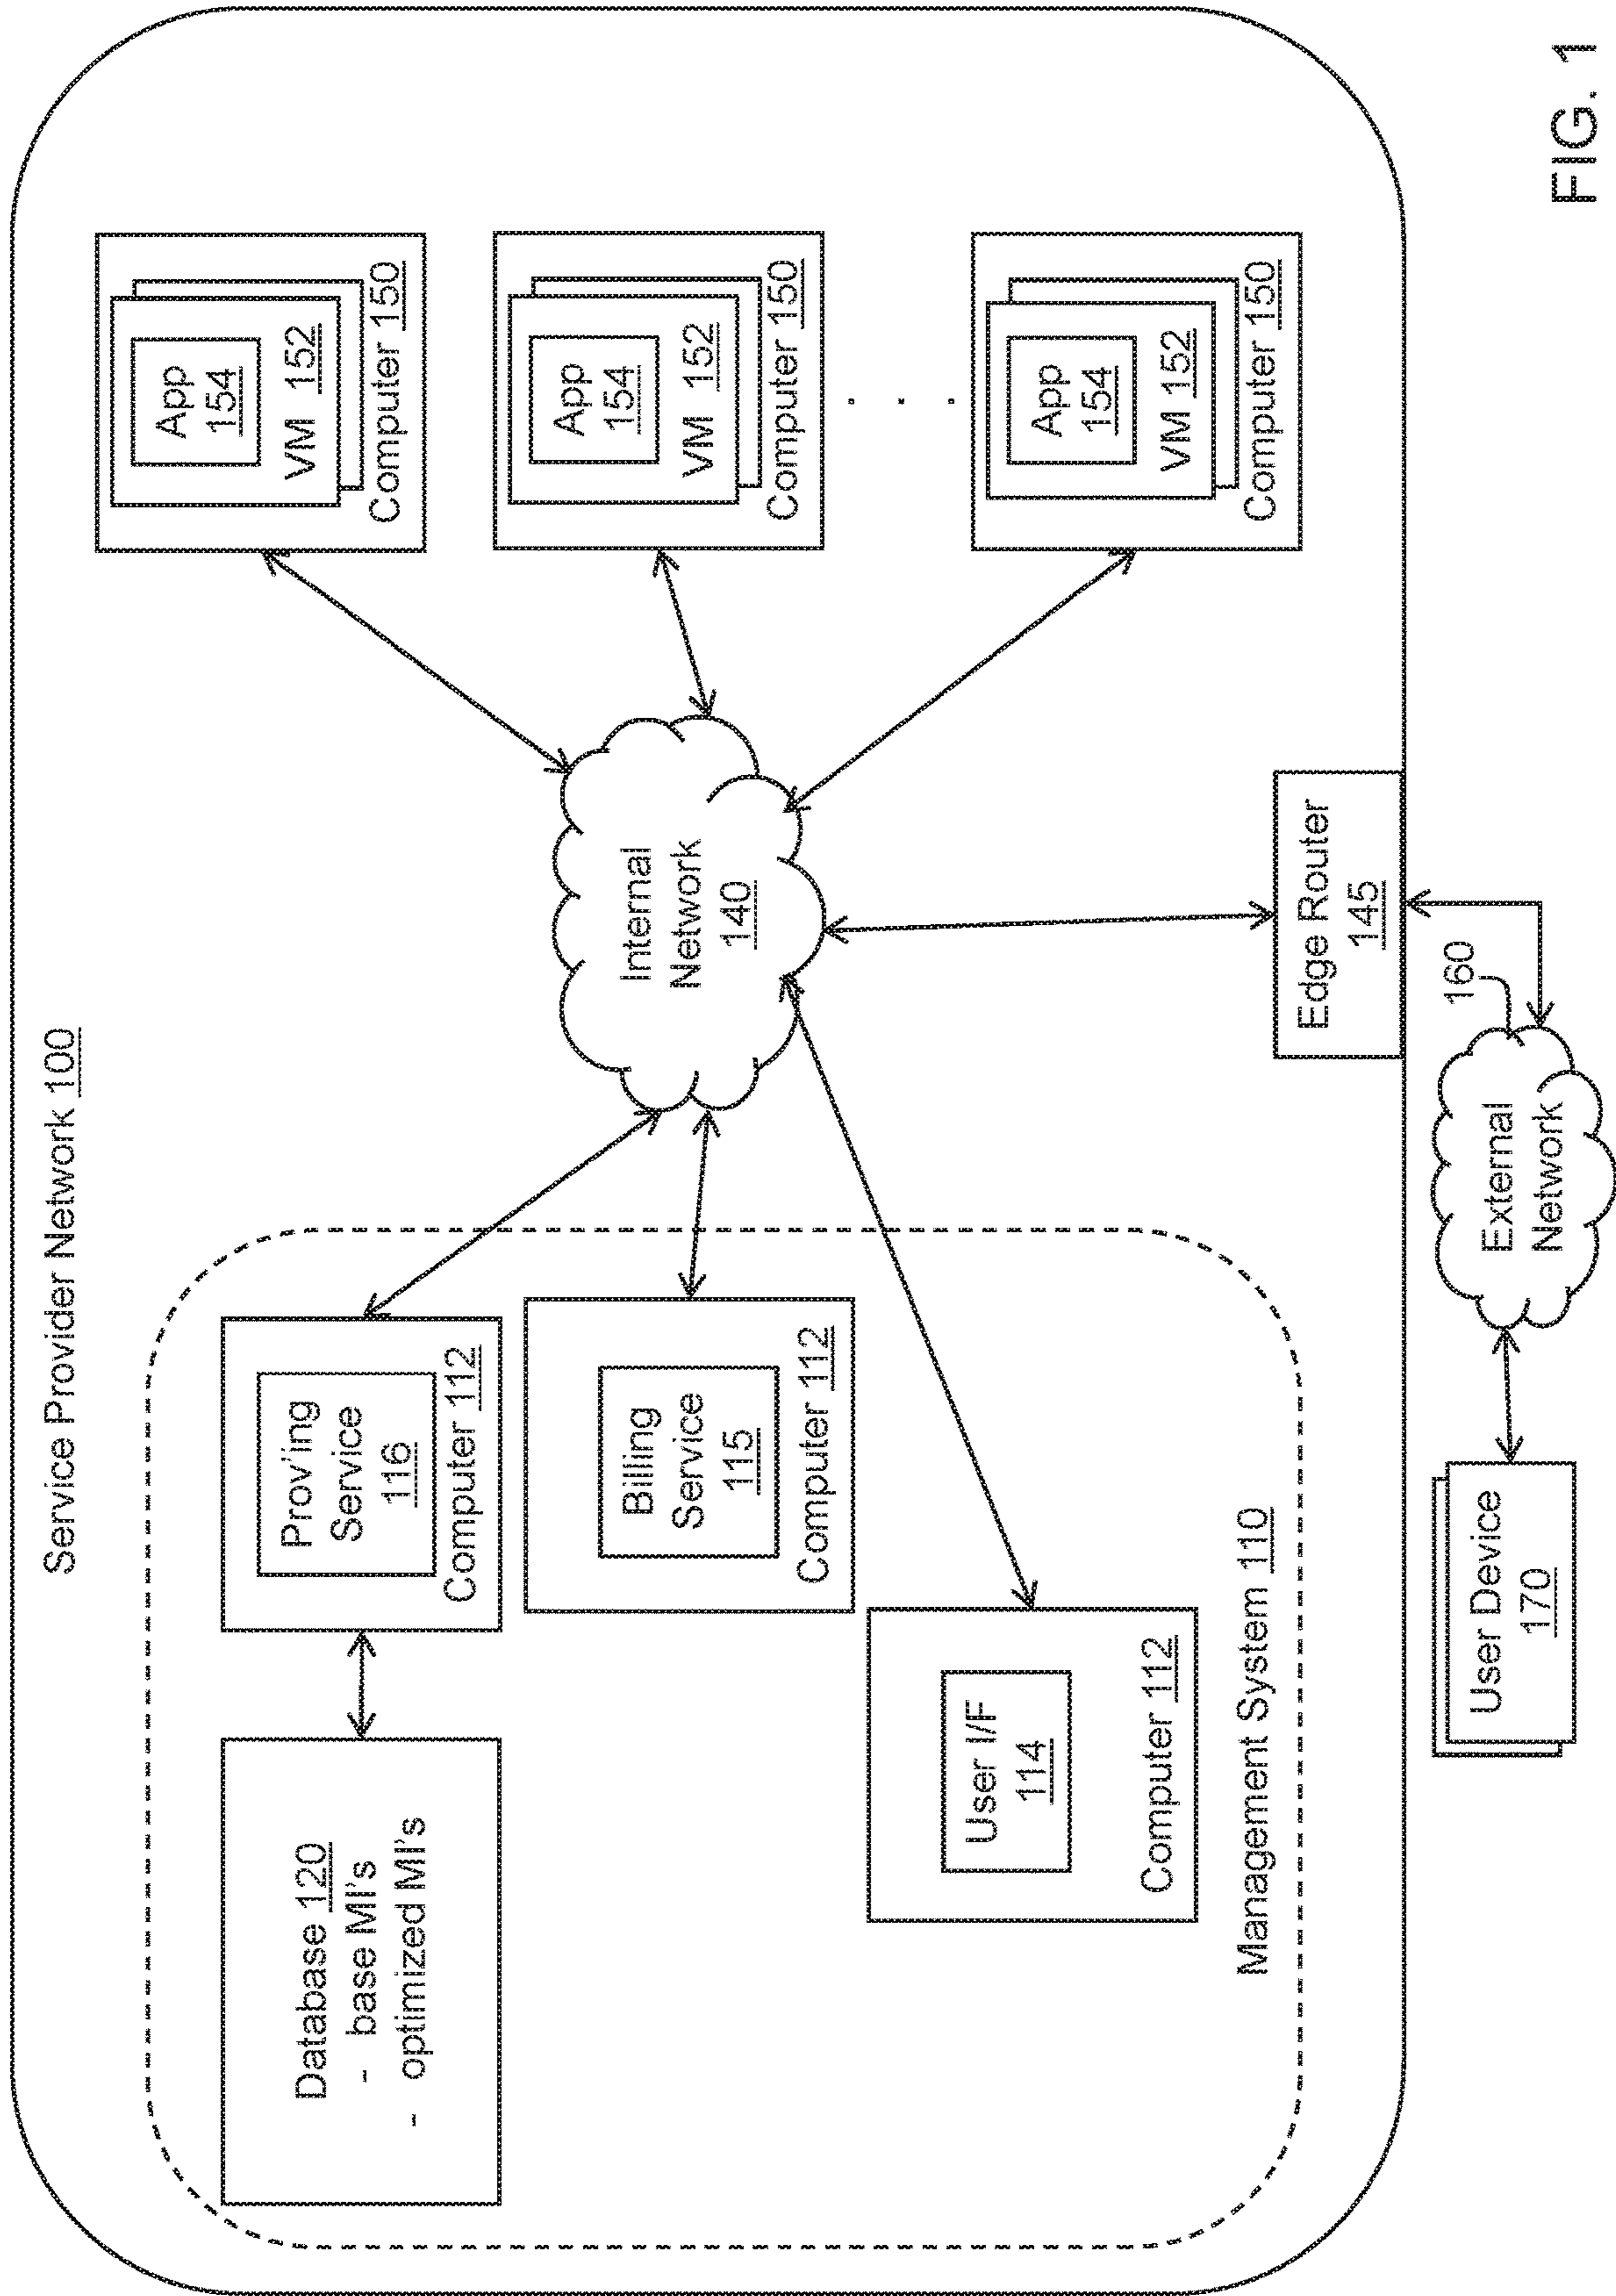 Service Provider Network 100
Database 120
- base MI's
- optimized MI's
Prov'ing
Service
116
Computer 112
Billing
Service
115
Computer 112
User I/F
114
Computer 112
Management System 110
Internal
Network
140
App
154
VM 152
Computer 150
App
154
VM 152
Computer 150
. . .
App
154
VM 152
Computer 150
Edge Router
145
160
External
Network
User Device
170
FIG. 1